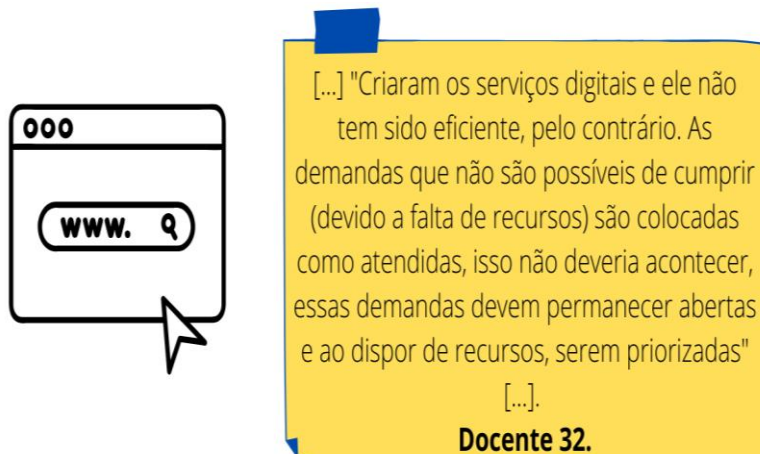 www.
[...] "Criaram os serviços digitais e ele não
tem sido eficiente, pelo contrário. As
demandas que não são possíveis de cumprir
(devido a falta de recursos) são colocadas
como atendidas, isso não deveria acontecer,
essas demandas devem permanecer abertas
e ao dispor de recursos, serem priorizadas"
[...].
Docente 32.